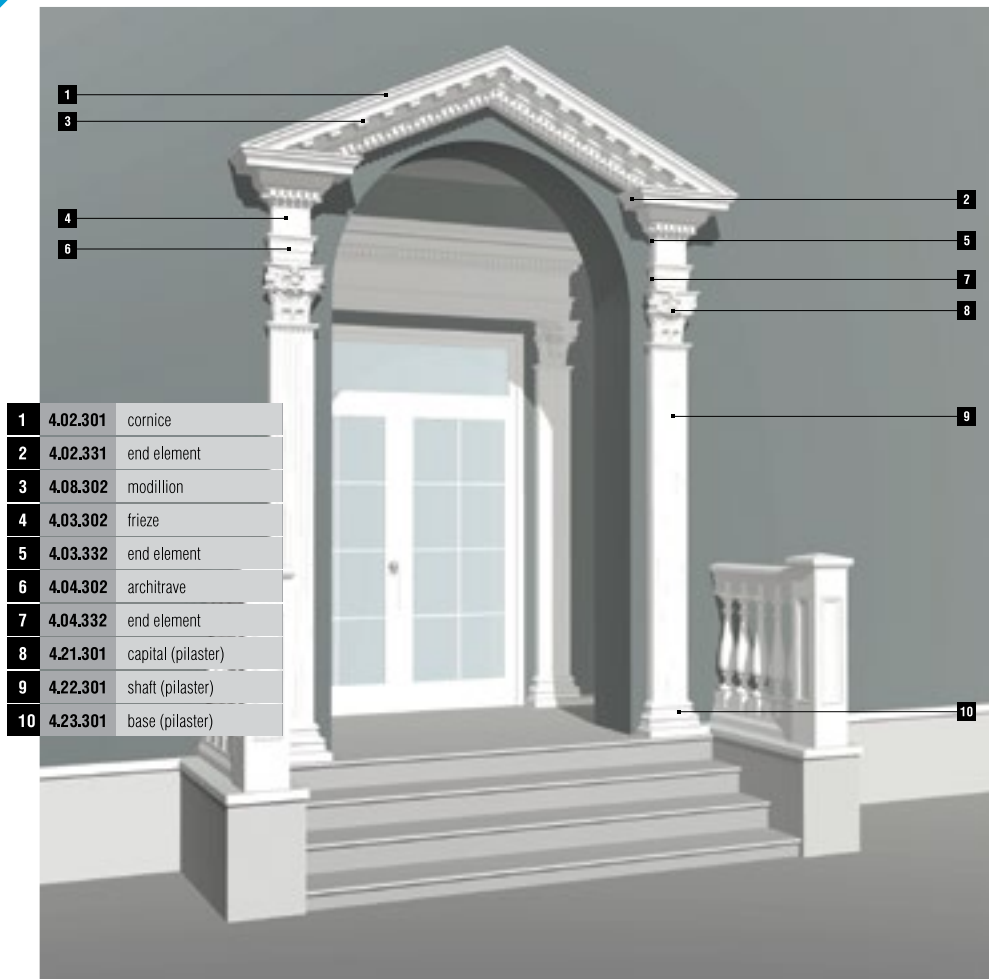 1
3
2
4
5
6
7
8
9
10
1 4.02.301 cornice
2 4.02.331 end element
3 4.08.302 modillion
4 4.03.302 frieze
5 4.03.332 end element
6 4.04.302 architrave
7 4.04.332 end element
8 4.21.301 capital (pilaster)
9 4.22.301 shaft (pilaster)
10 4.23.301 base (pilaster)